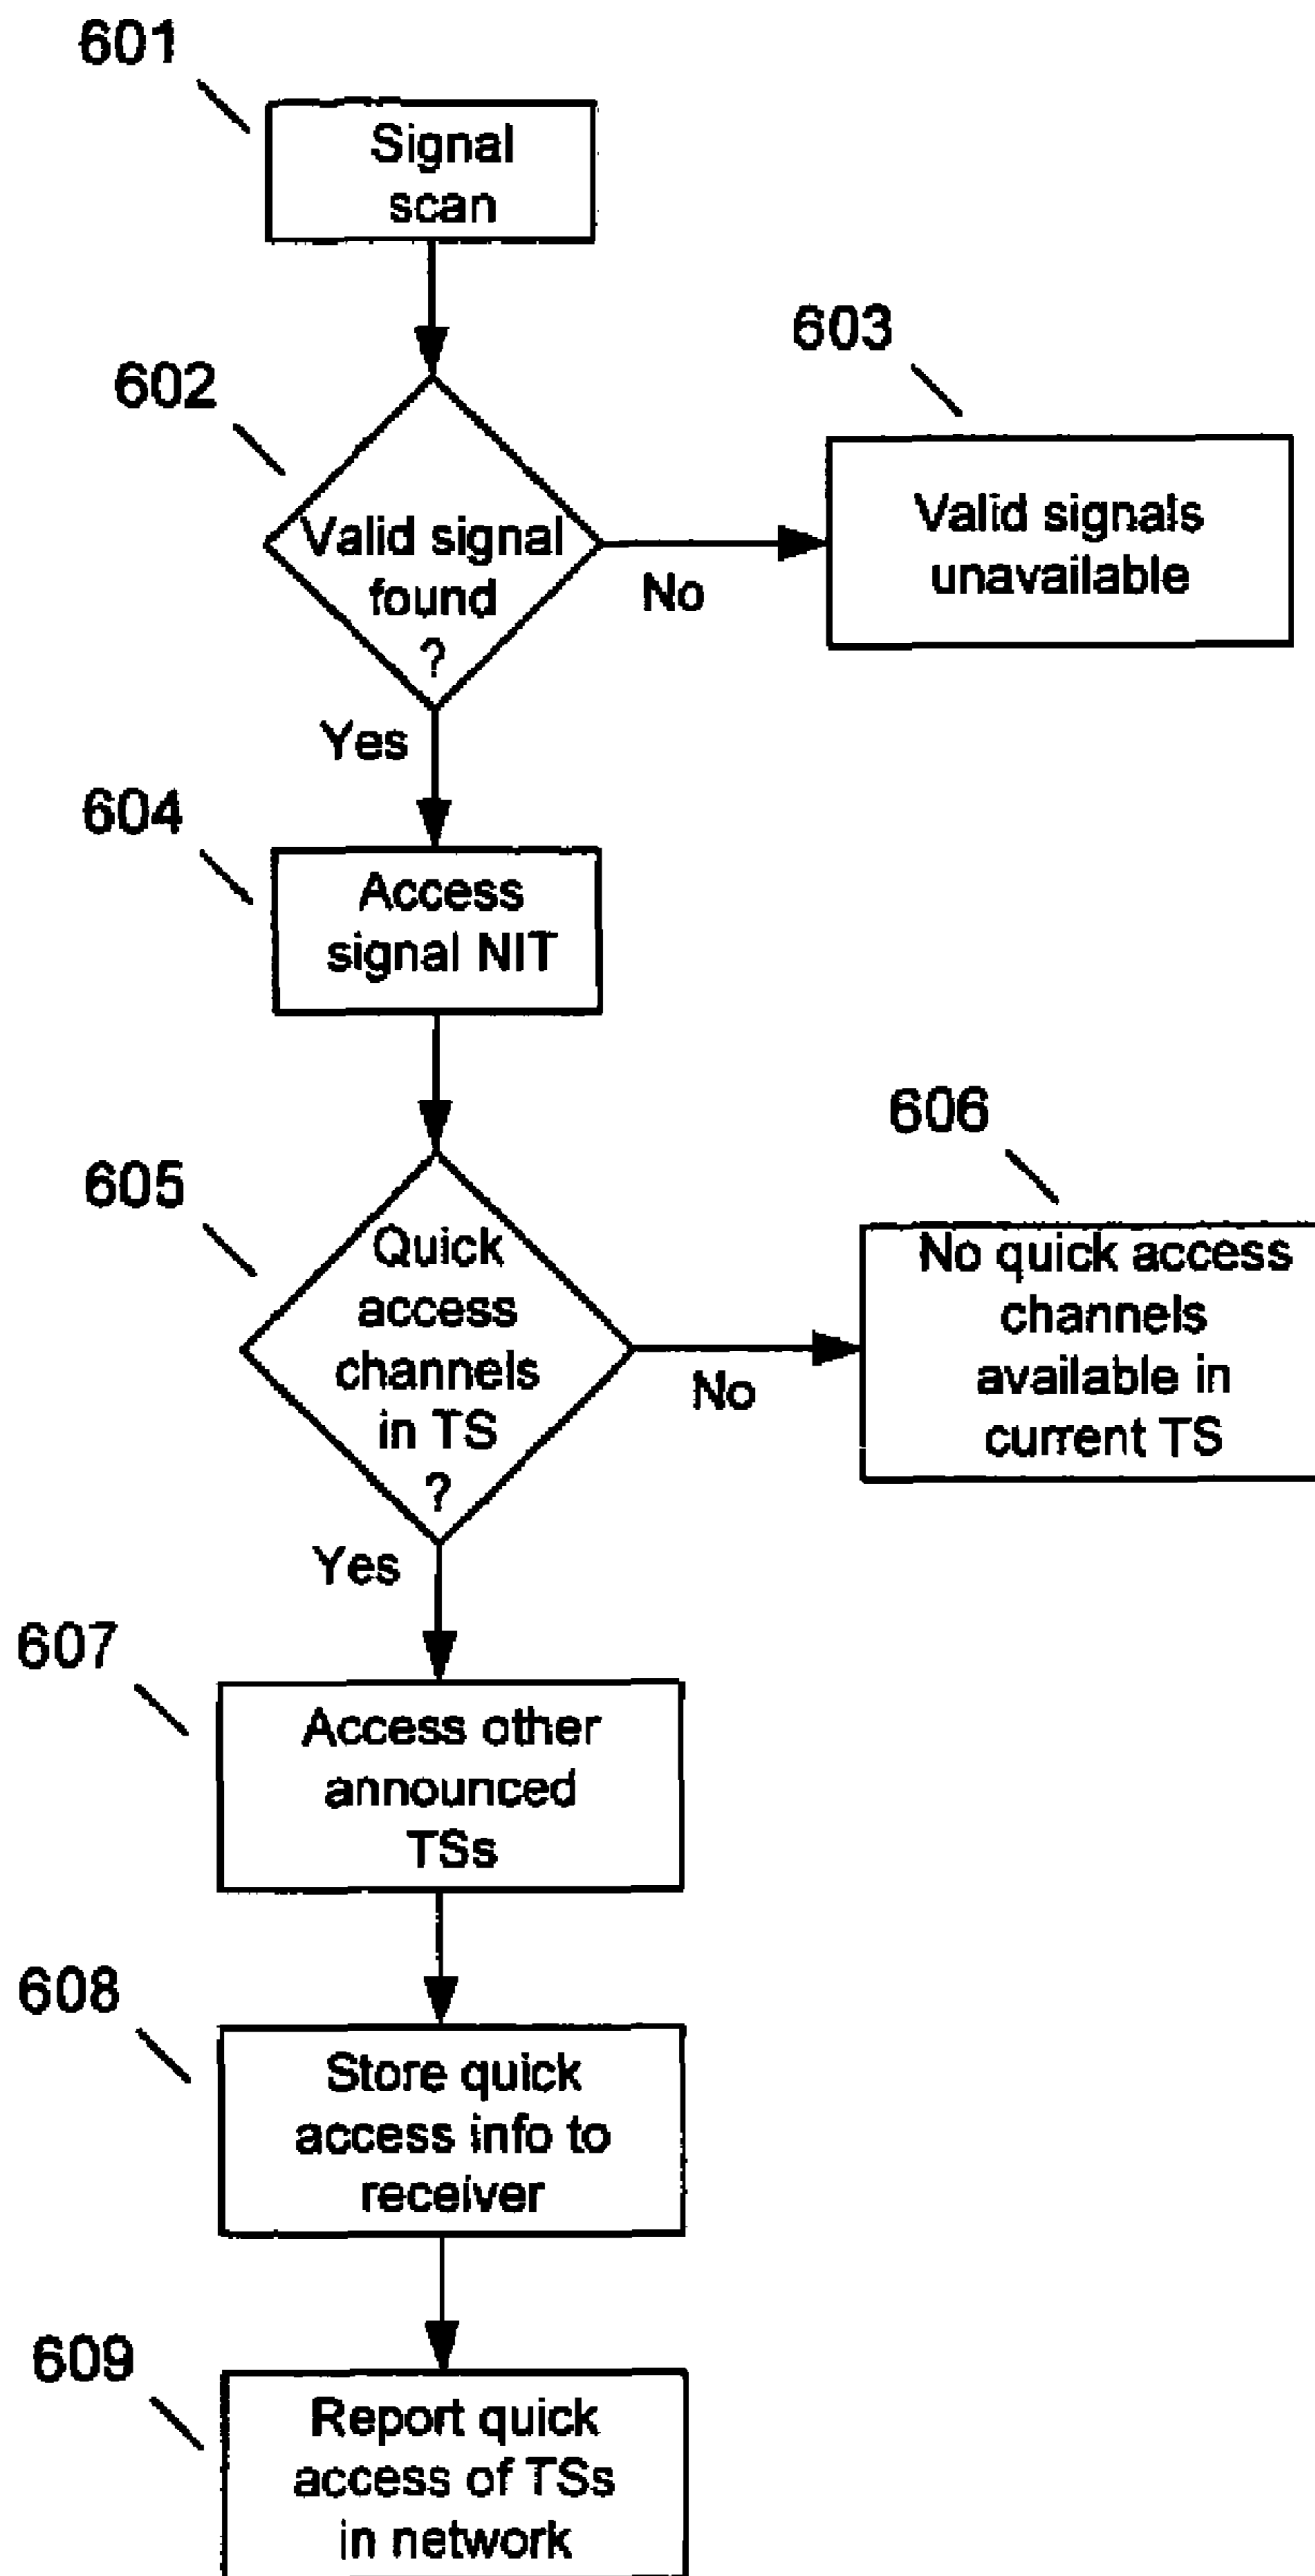 601
Signal
scan
602
603
Valid signal
found
?
No
Valid signals
unavailable
Yes
604
Access
signal NIT
605
606
Quick
access
channels
in TS
?
No
No quick access
channels
available in
current TS
Yes
607
Access other
announced
TSs
608
Store quick
access info to
receiver
609
Report quick
access of TSs
in network